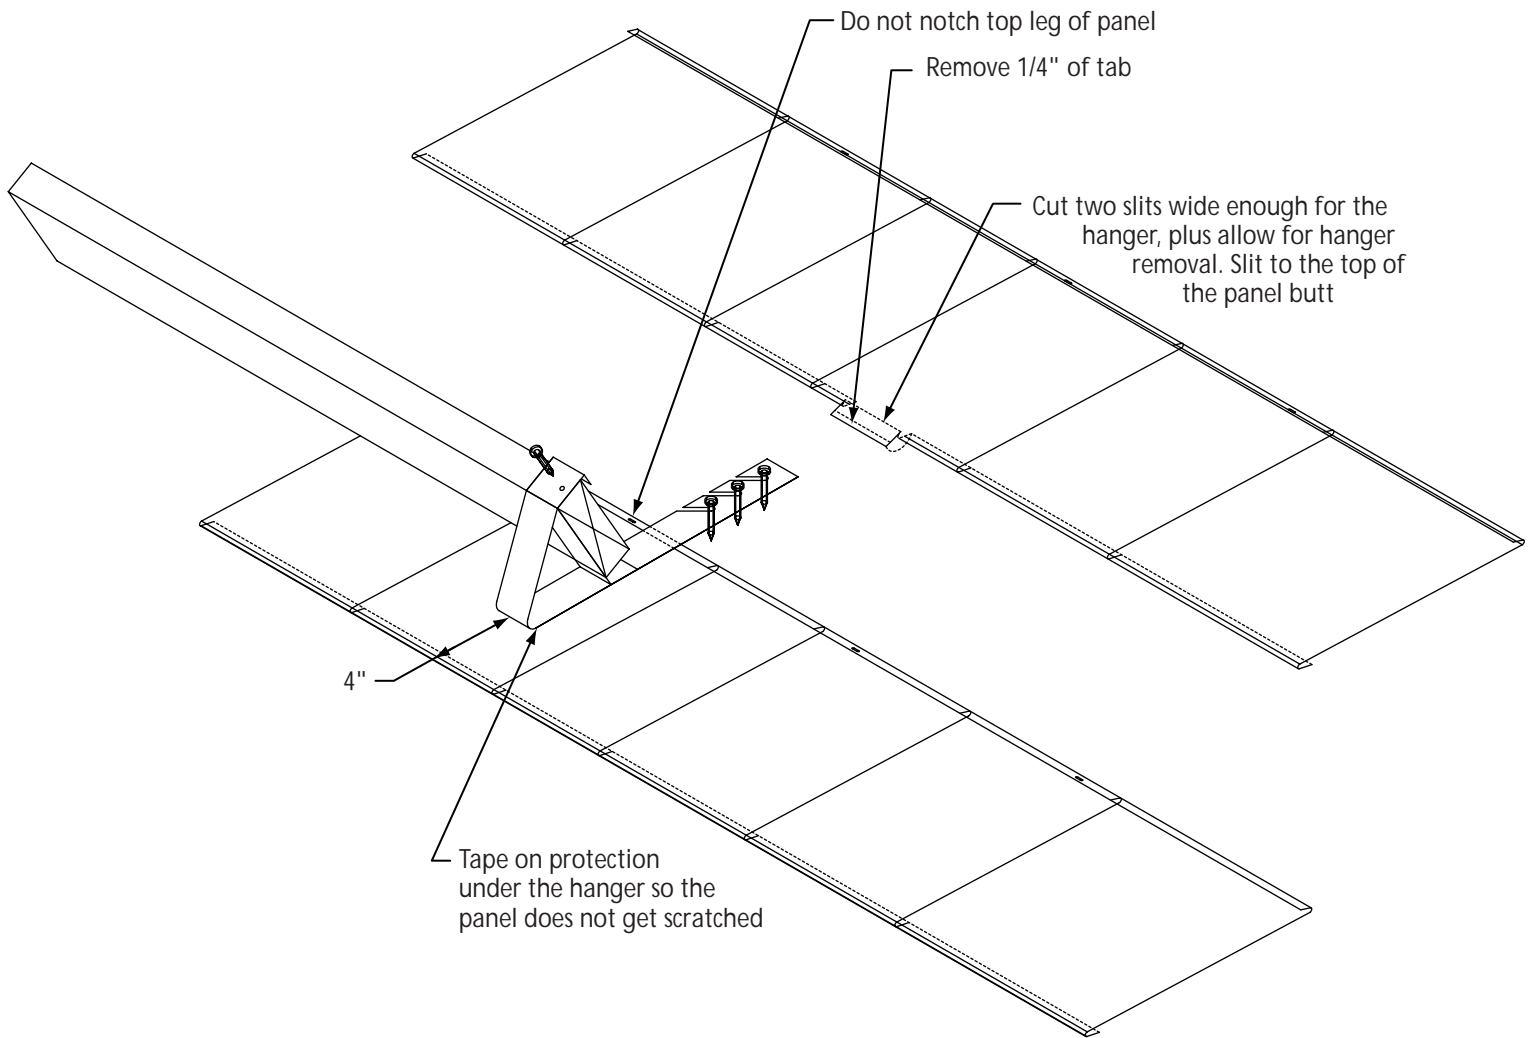 Do not notch top leg of panel
Remove 1/4" of tab
Cut two slits wide enough for the
hanger, plus allow for hanger
removal. Slit to the top of
the panel butt
4"
Tape on protection
under the hanger so the
panel does not get scratched